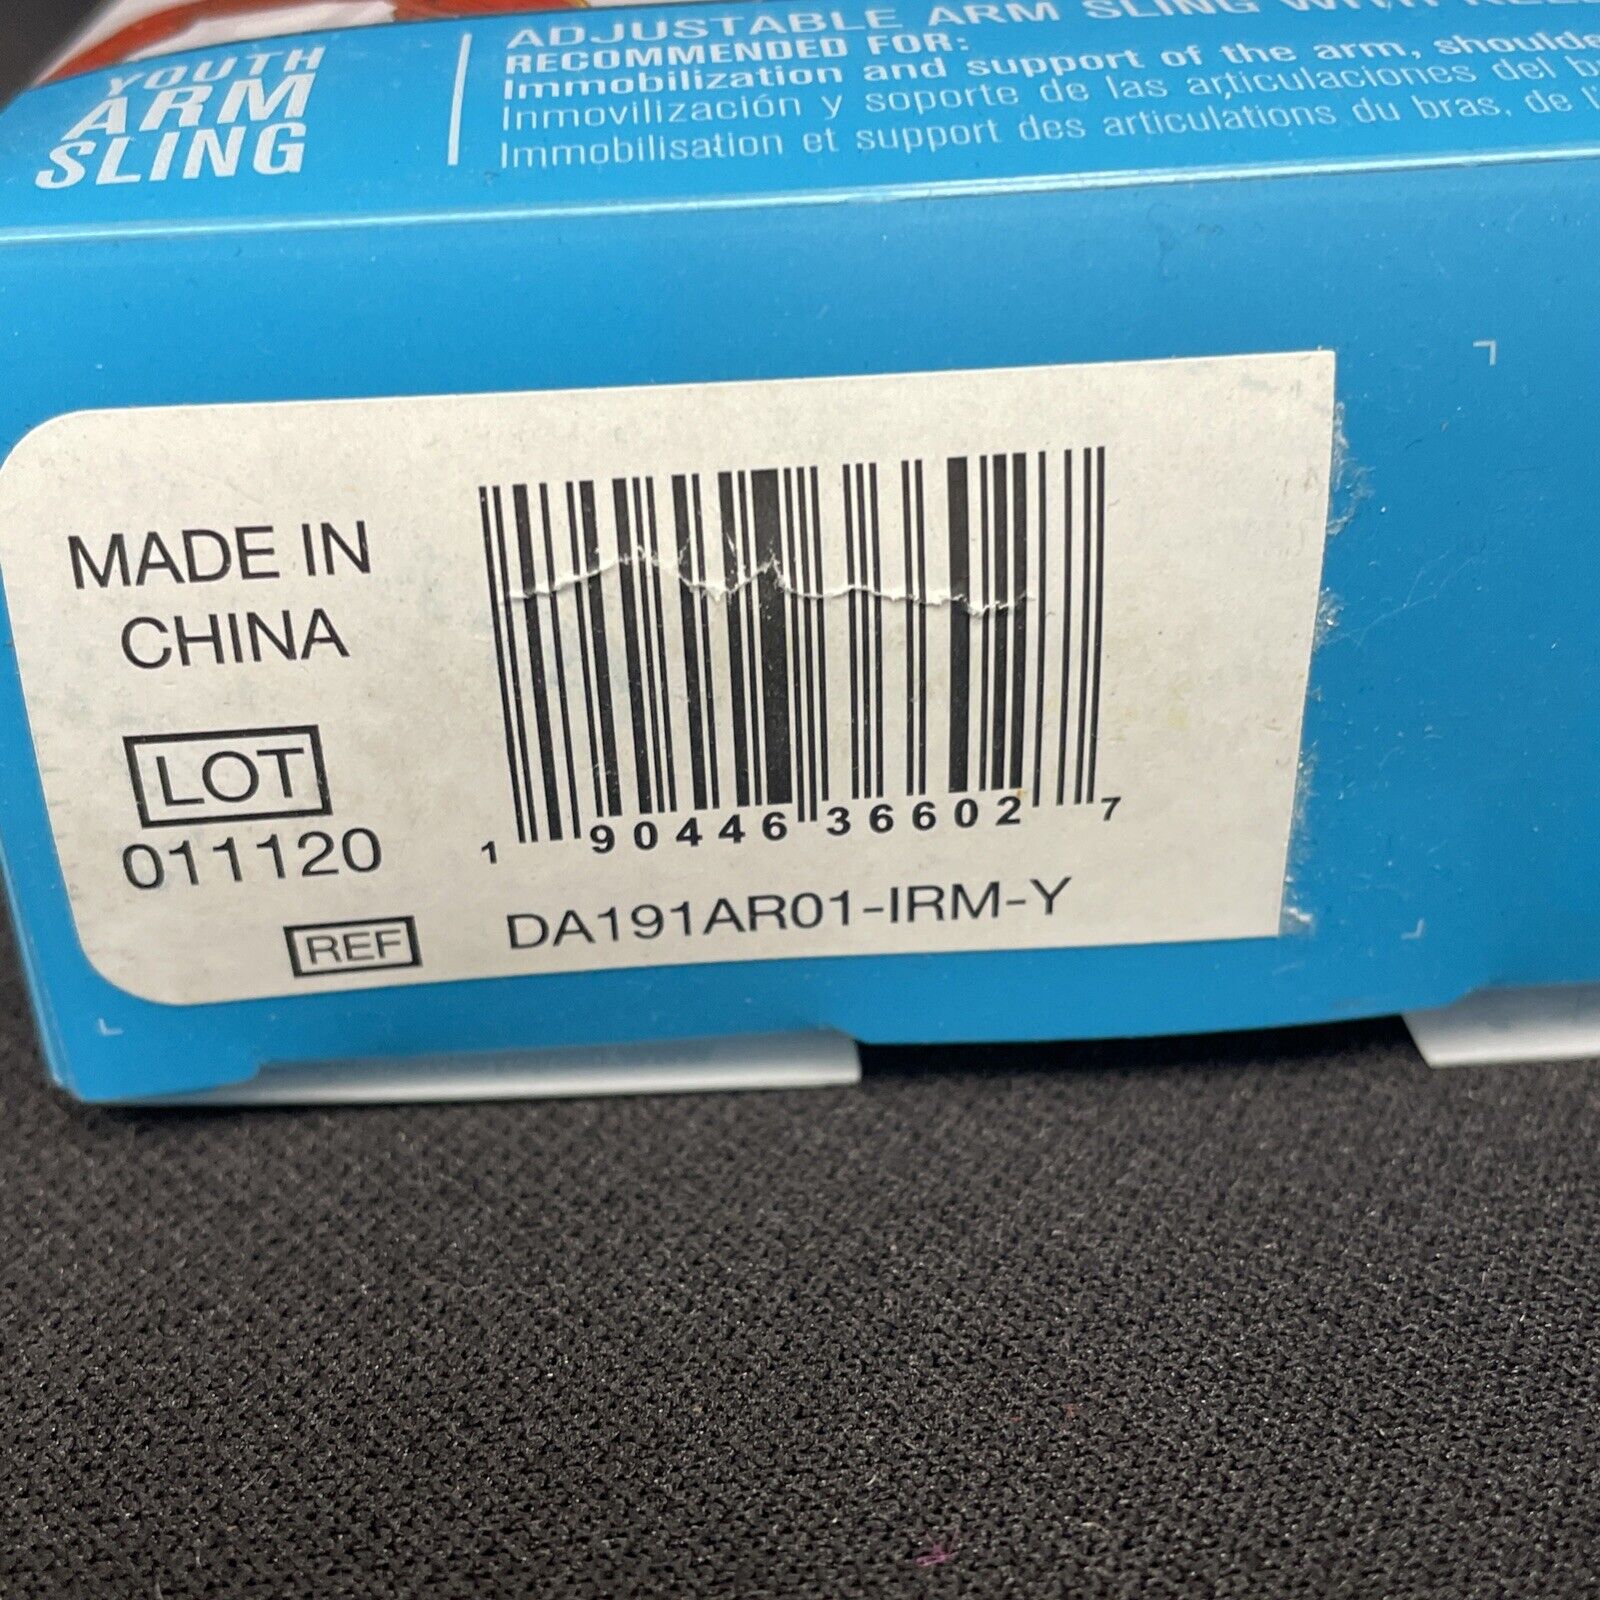 YOUTH
ARM
SLING
ADJUSTABLE ARM SLING WITH
RECOMMENDED FOR:
Immobilization and support of the arm,
Inmovilización y soporte de las articulaciones del
Immobilisation et support des articulations du bras, de
MADE IN
CHINA
LOT
011120
1 90446 36602 7
REF DA191AR01-IRM-Y